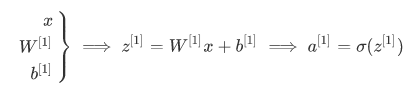 x
W^{[1]} } ⟹ z^{[1]} = W^{[1]}x + b^{[1]} ⟹ a^{[1]} = σ(z^{[1]})
b^{[1]}